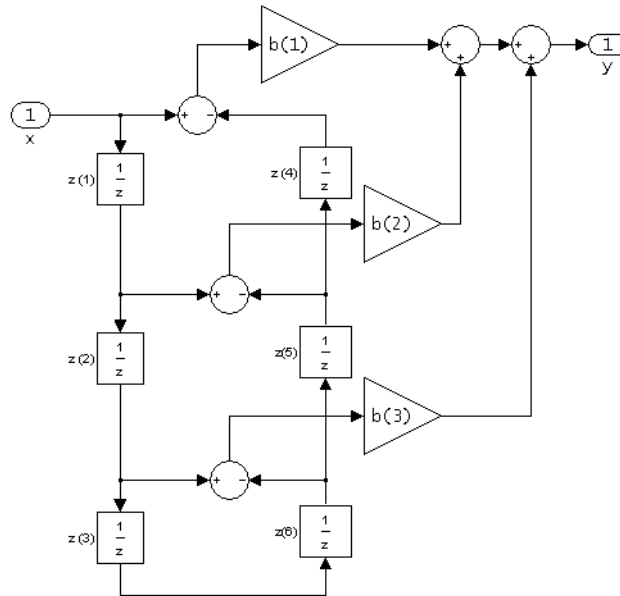 b(1)
+
+
+
+
1
y
1
x
+
−
z(1)
1
z
z(4)
1
z
b(2)
+
−
z(2)
1
z
z(5)
1
z
b(3)
+
−
z(3)
1
z
z(6)
1
z